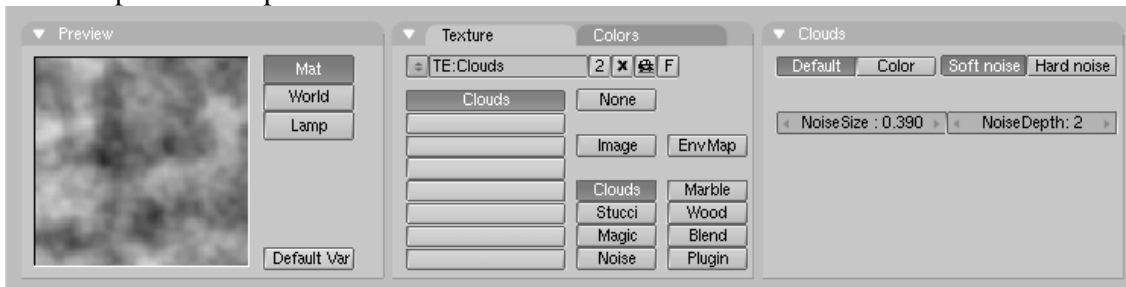 Preview
Mat
World
Lamp
Default Var
Texture Colors
TE:Clouds 2 F
Clouds None
Image EnvMap
Clouds Marble
Stucci Wood
Magic Blend
Noise Plugin
Clouds
Default Color Soft noise Hard noise
NoiseSize : 0.390 NoiseDepth: 2